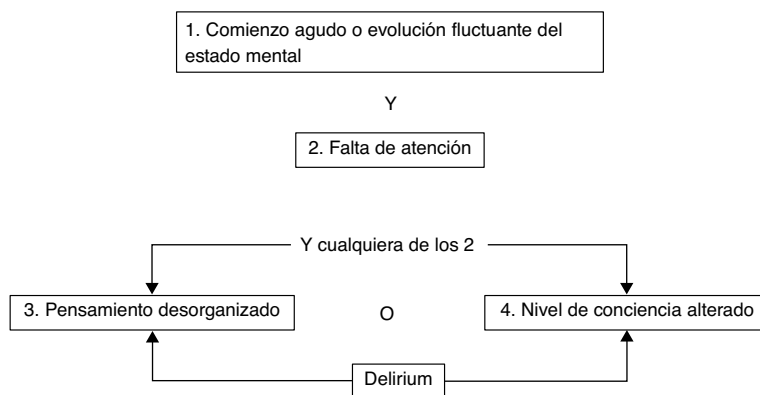 1. Comienzo agudo o evolución fluctuante del
estado mental
Y
2. Falta de atención
Y cualquiera de los 2
3. Pensamiento desorganizado
O
4. Nivel de conciencia alterado
Delirium